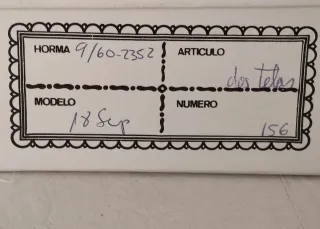 HORMA 9/60-2352
ARTICULO dos telas
MODELO 18 Sep
NUMERO 156